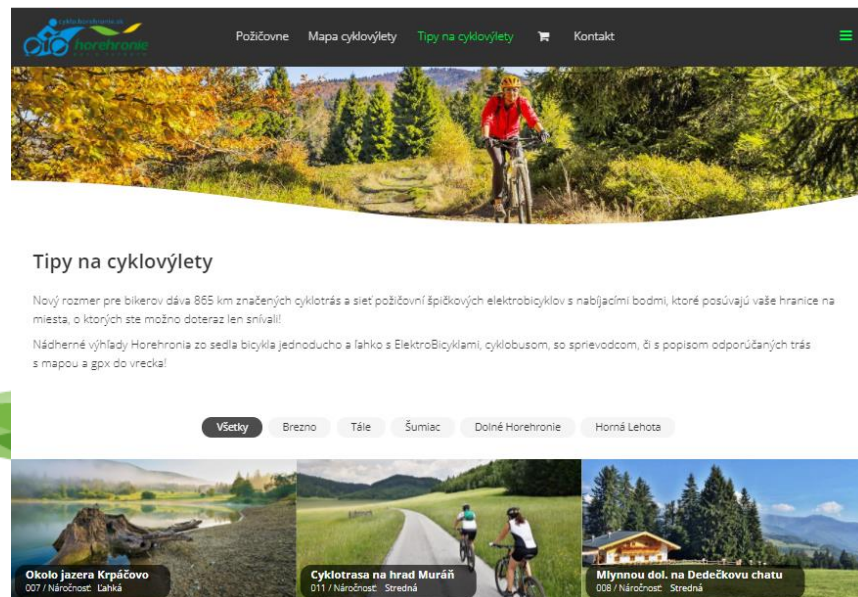 cyklo.horehronie.sk
horehronie
Požičovne Mapa cyklovýlety Tipy na cyklovýlety Kontakt
Tipy na cyklovýlety
Nový rozmer pre bikerov dáva 865 km značených cyklotrás a sieť požičovní špičkových elektrobicyklov s nabíjacími bodmi, ktoré posúvajú vaše hranice na
miesta, o ktorých ste možno doteraz len snívali!
Nádherné výhľady Horehronia zo sedla bicykla jednoducho a ľahko s ElektroBicyklami, cyklobusom, so sprievodcom, či s popisom odporúčaných trás
s mapou a gpx do vrecka!
Všetky Brezno Tále Šumiac Dolné Horehronie Horná Lehota
Okolo jazera Krpáčovo
007 / Náročnosť Ľahká
Cyklotrasa na hrad Muráň
011 / Náročnosť Stredná
Mlynnou dol. na Dedečkovu chatu
008 / Náročnosť Stredná